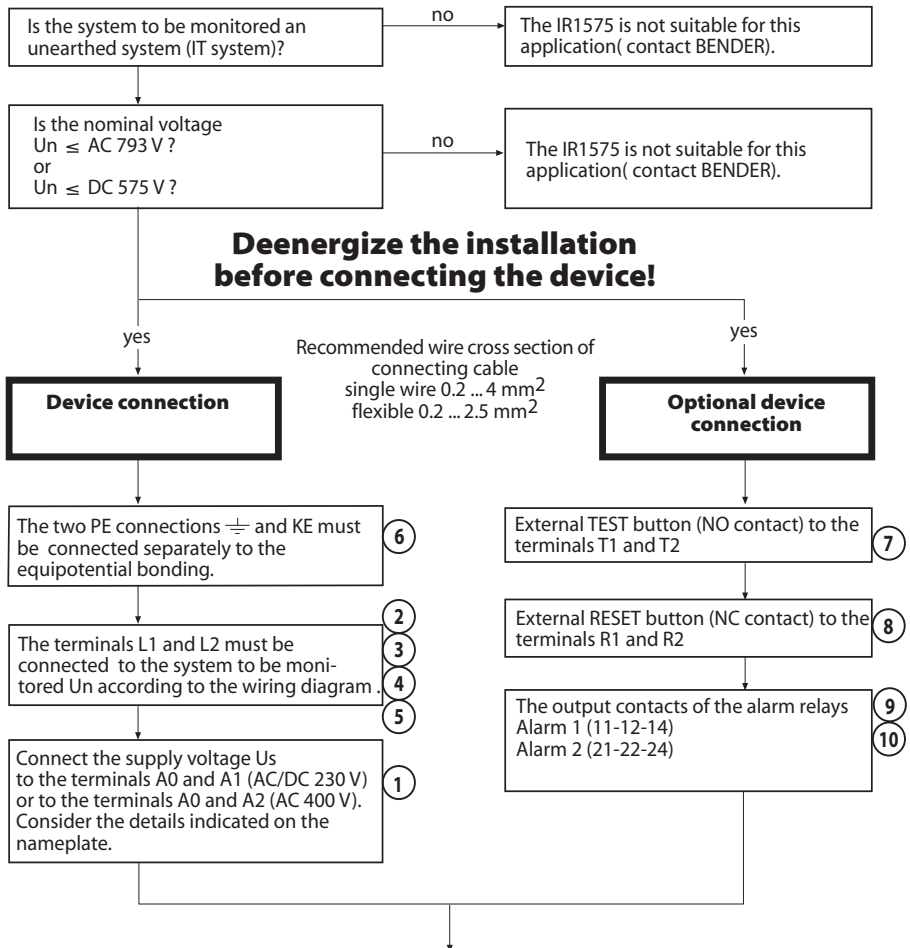 Is the system to be monitored an
unearthed system (IT system)?
no
The IR1575 is not suitable for this
application( contact BENDER).
Is the nominal voltage
Un ≤ AC 793 V ?
or
Un ≤ DC 575 V ?
no
The IR1575 is not suitable for this
application( contact BENDER).
Deenergize the installation
before connecting the device!
yes
yes
Recommended wire cross section of
connecting cable
single wire 0.2 ... 4 mm2
flexible 0.2 ... 2.5 mm2
Device connection
The two PE connections ⏚ and KE must
be connected separately to the
equipotential bonding.
6
The terminals L1 and L2 must be
connected to the system to be moni-
tored Un according to the wiring diagram .
2
3
4
5
Connect the supply voltage Us
to the terminals A0 and A1 (AC/DC 230 V)
or to the terminals A0 and A2 (AC 400 V).
Consider the details indicated on the
nameplate.
1
Optional device
connection
External TEST button (NO contact) to the
terminals T1 and T2
7
External RESET button (NC contact) to the
terminals R1 and R2
8
The output contacts of the alarm relays
Alarm 1 (11-12-14)
Alarm 2 (21-22-24)
9
10